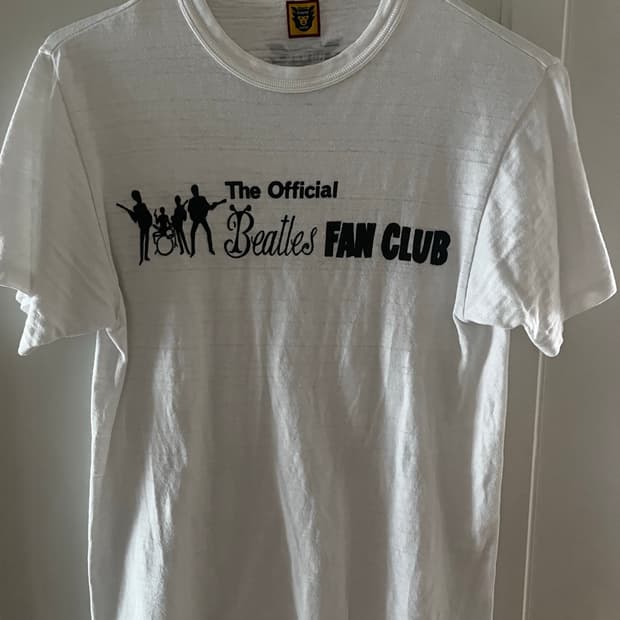 The Official
Beatles FAN CLUB